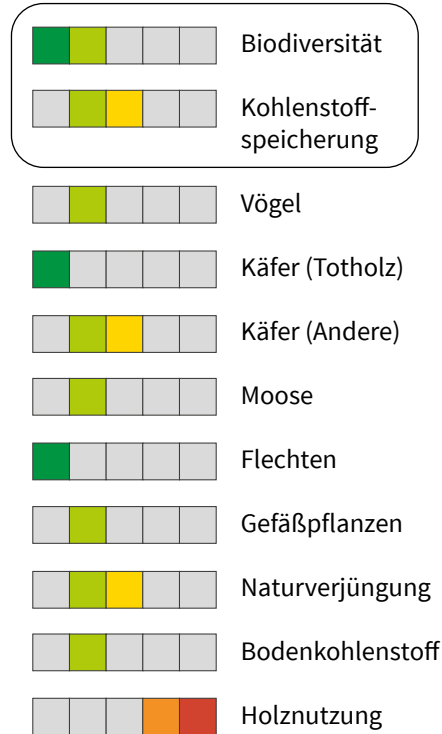 Biodiversität
Kohlenstoff-
speicherung
Vögel
Käfer (Totholz)
Käfer (Andere)
Moose
Flechten
Gefäßpflanzen
Naturverjüngung
Bodenkohlenstoff
Holznutzung